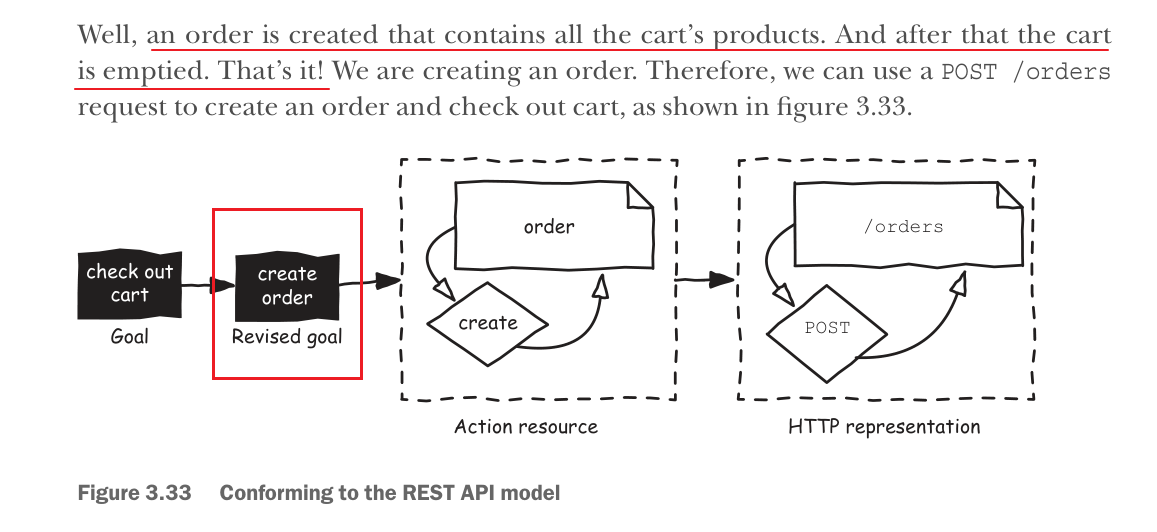 Well, an order is created that contains all the cart’s products. And after that the cart
is emptied. That’s it! We are creating an order. Therefore, we can use a POST /orders
request to create an order and check out cart, as shown in figure 3.33.
check out
cart
Goal
create
order
Revised goal
order
create
Action resource
/orders
POST
HTTP representation
Figure 3.33 Conforming to the REST API model